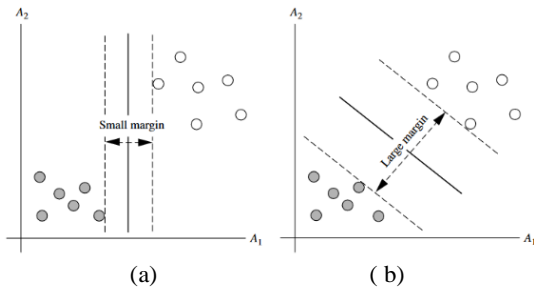 A2
Small margin
A1
(a)
A2
Large margin
A1
( b)